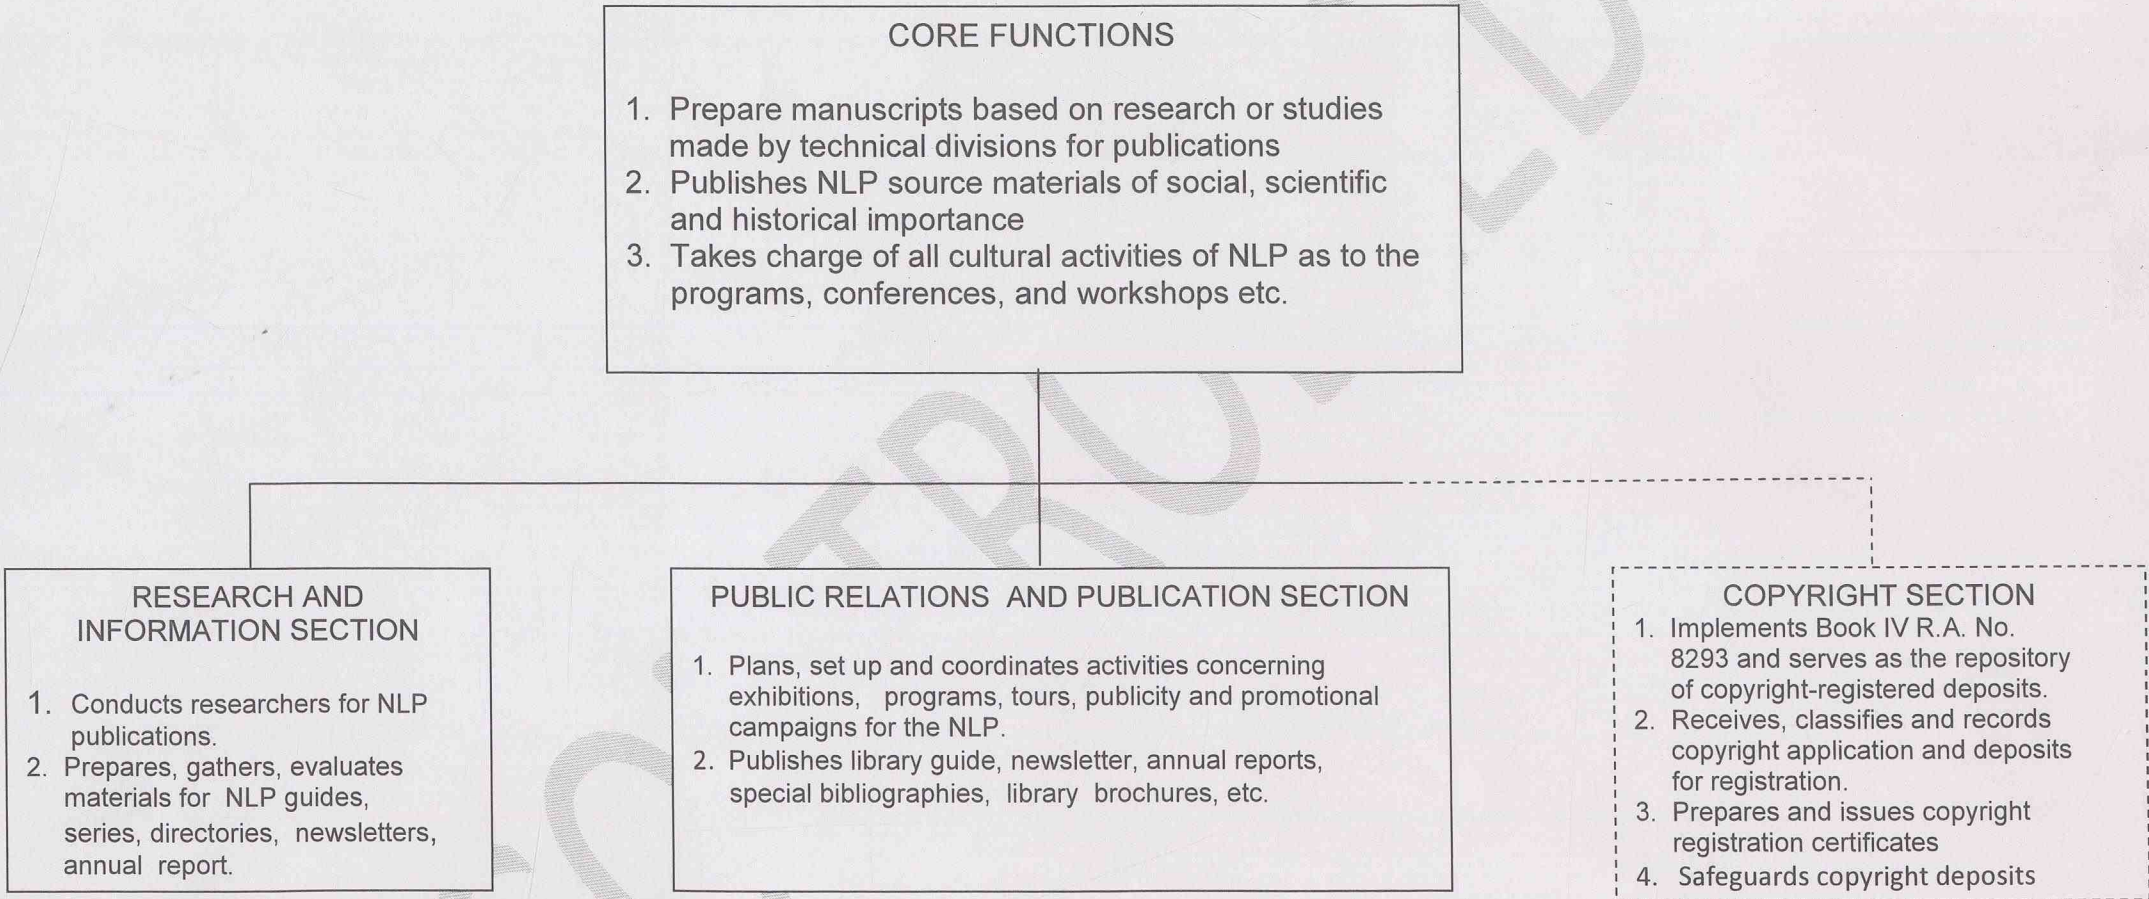 CORE FUNCTIONS
1. Prepare manuscripts based on research or studies
made by technical divisions for publications
2. Publishes NLP source materials of social, scientific
and historical importance
3. Takes charge of all cultural activities of NLP as to the
programs, conferences, and workshops etc.
RESEARCH AND
INFORMATION SECTION
1. Conducts researchers for NLP
publications.
2. Prepares, gathers, evaluates
materials for NLP guides,
series, directories, newsletters,
annual report.
PUBLIC RELATIONS AND PUBLICATION SECTION
1. Plans, set up and coordinates activities concerning
exhibitions, programs, tours, publicity and promotional
campaigns for the NLP.
2. Publishes library guide, newsletter, annual reports,
special bibliographies, library brochures, etc.
COPYRIGHT SECTION
1. Implements Book IV R.A. No.
8293 and serves as the repository
of copyright-registered deposits.
2. Receives, classifies and records
copyright application and deposits
for registration.
3. Prepares and issues copyright
registration certificates
4. Safeguards copyright deposits